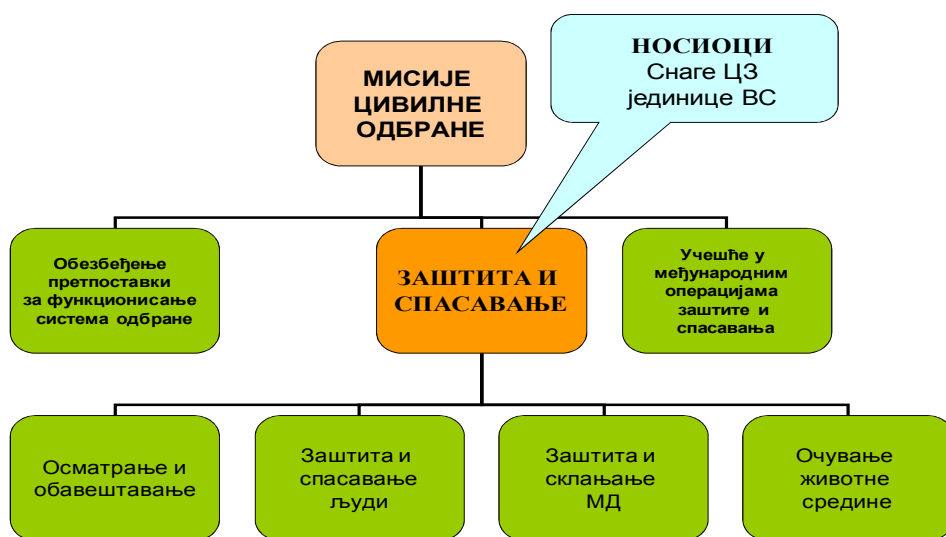 МИСИЈЕ
ЦИВИЛНЕ
ОДБРАНЕ
НОСИОЦИ
Снаге ЦЗ
јединице ВС
Обезбеђење
претпоставки
за функционисање
система одбране
ЗАШТИТА И
СПАСАВАЊЕ
Учешће у
међународним
операцијама
заштите и
спасавања
Осматрање и
обавештавање
Заштита и
спасавање
људи
Заштита и
склањање
МД
Очување
животне
средине